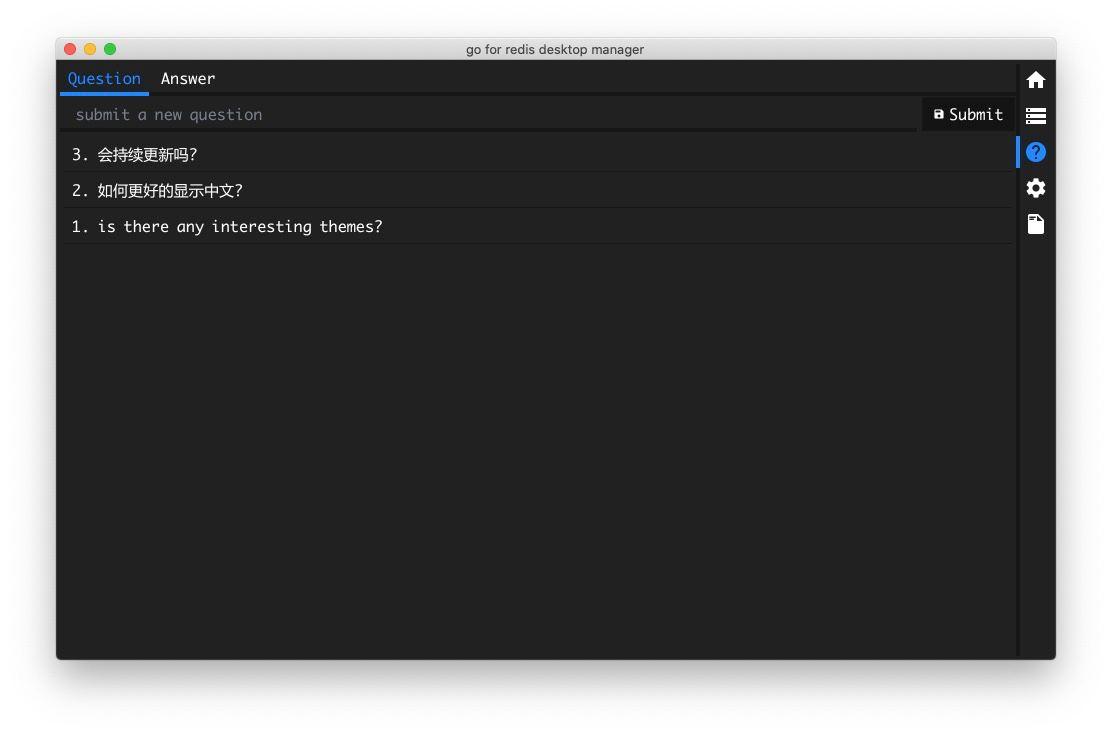 go for redis desktop manager
Question Answer
submit a new question Submit
3. 会持续更新吗?
2. 如何更好的显示中文?
1. is there any interesting themes?